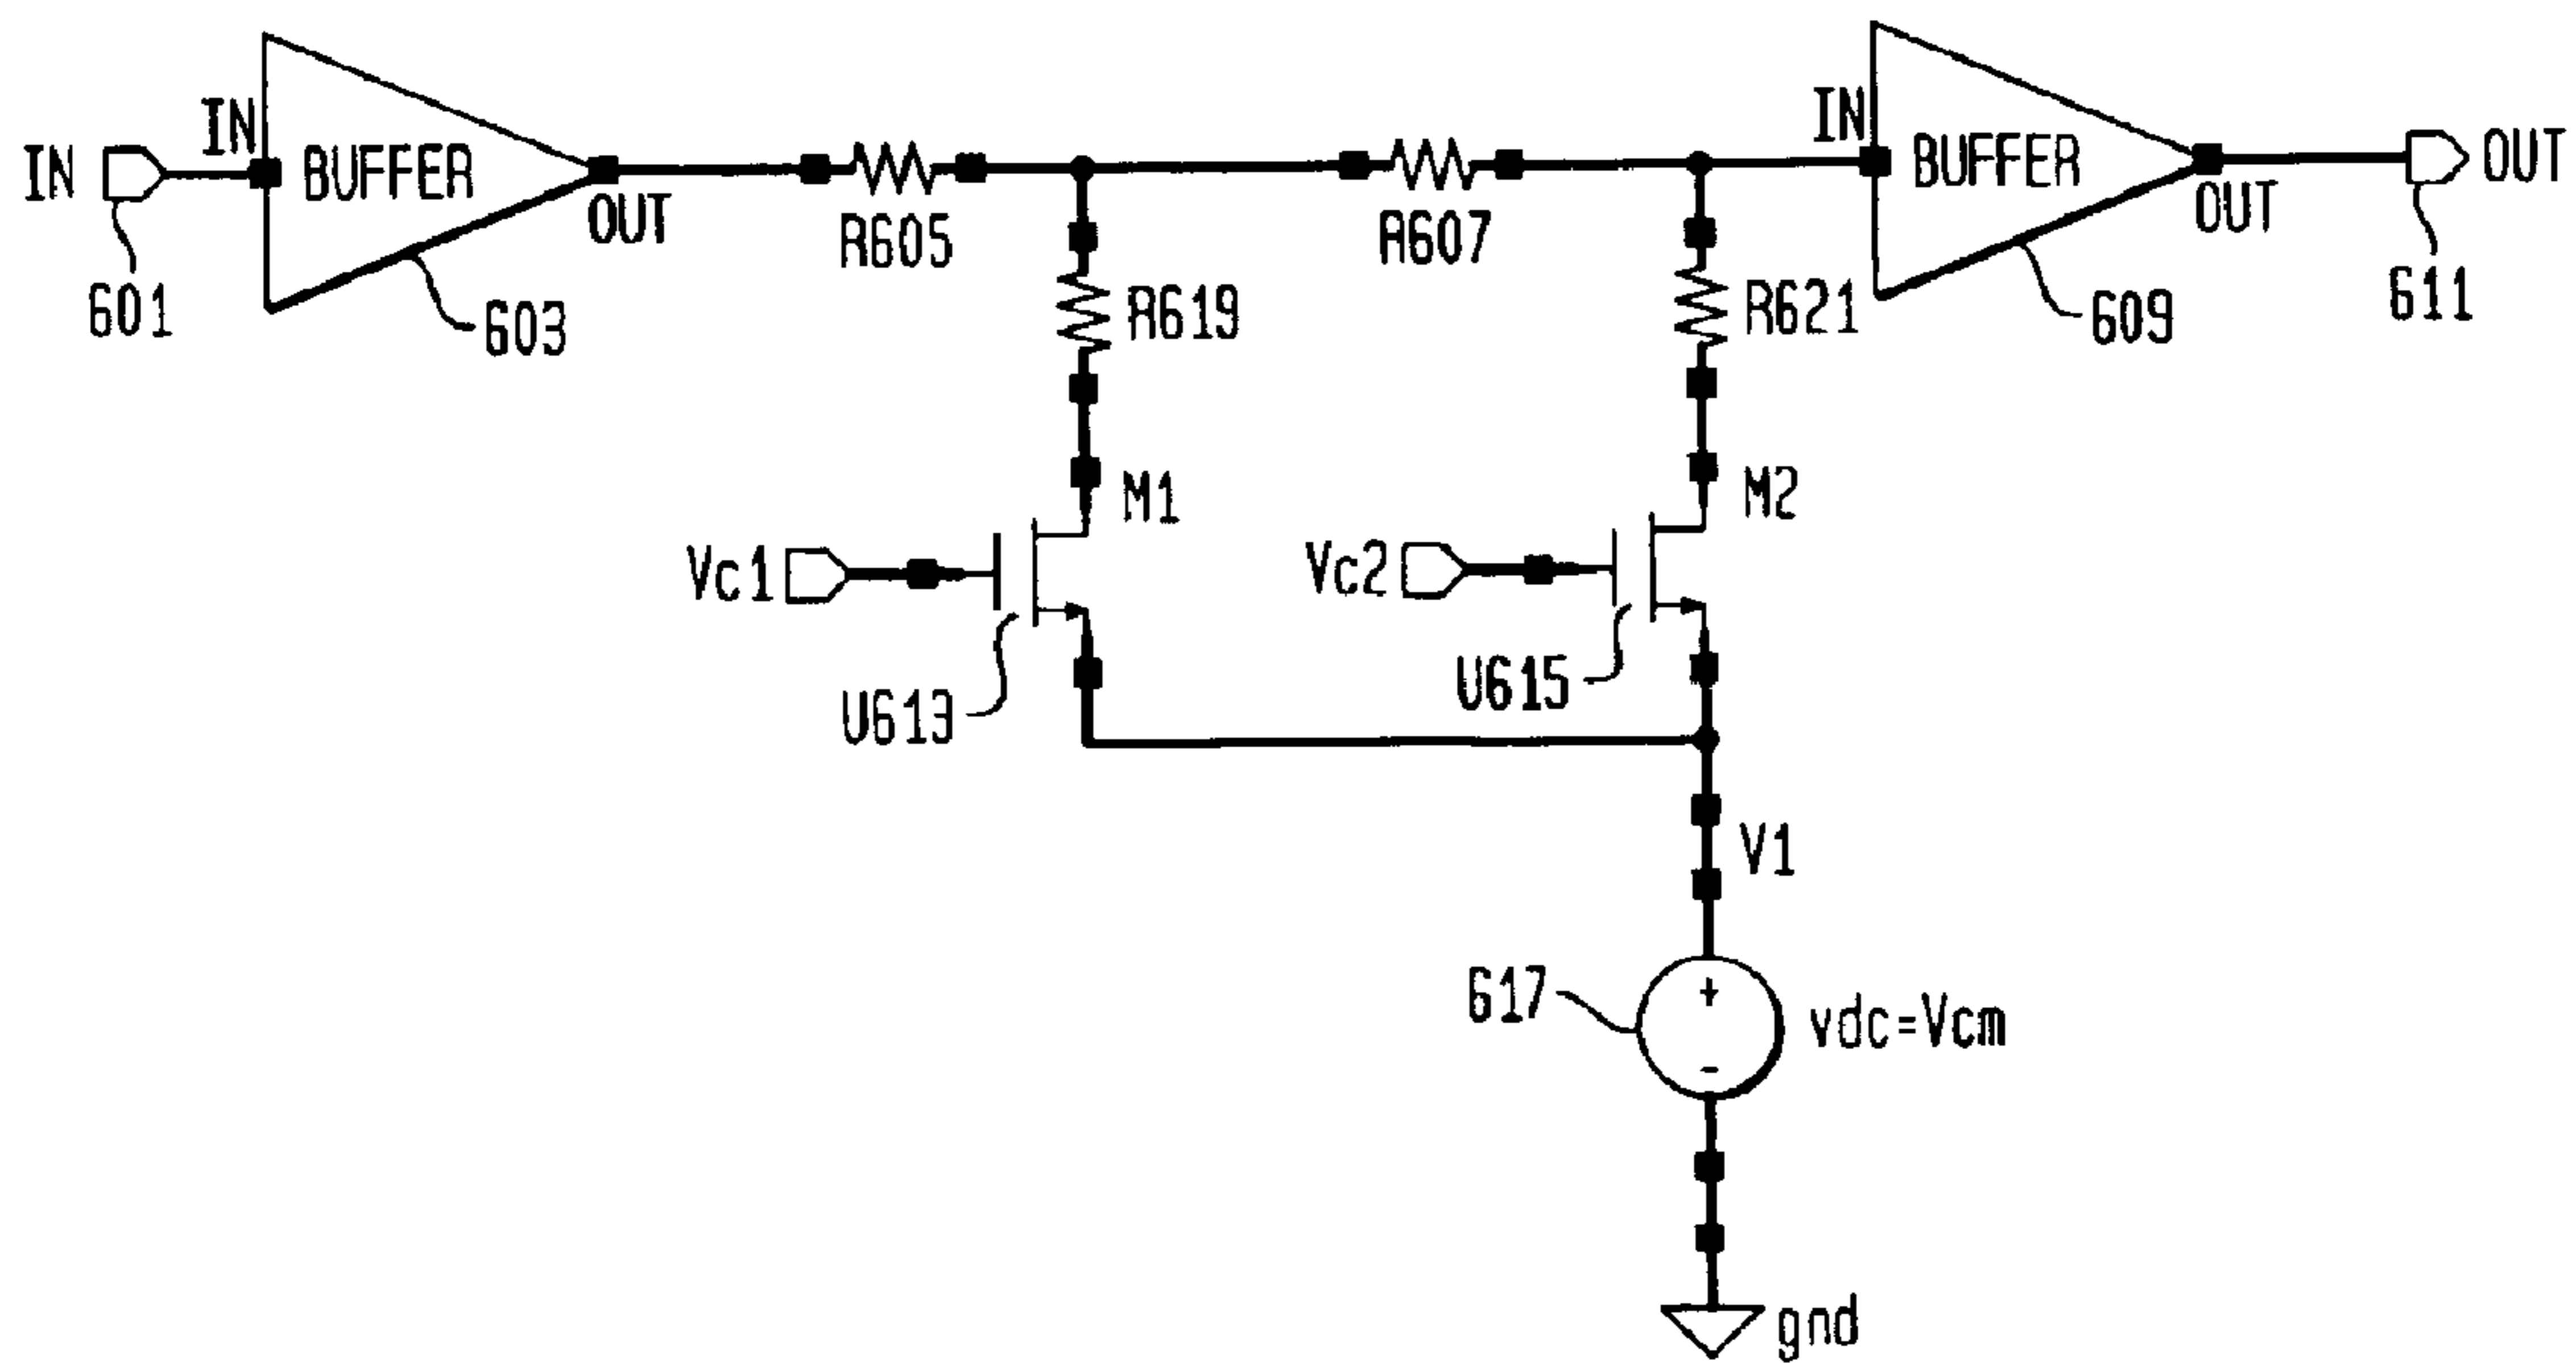 IN
IN
BUFFER
OUT
601
603
R605
R607
IN
BUFFER
OUT
OUT
609
611
R619
R621
M1
M2
Vc1
Vc2
U613
U615
V1
617
+
-
vdc=Vcm
gnd